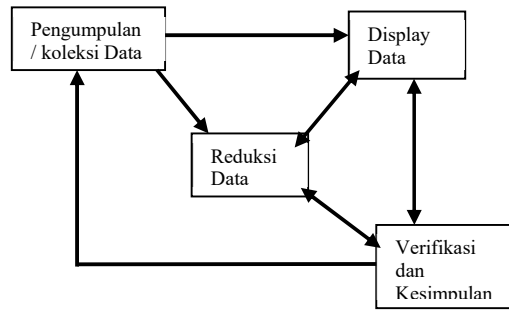 Pengumpulan
/ koleksi Data
Display
Data
Reduksi
Data
Verifikasi
dan
Kesimpulan